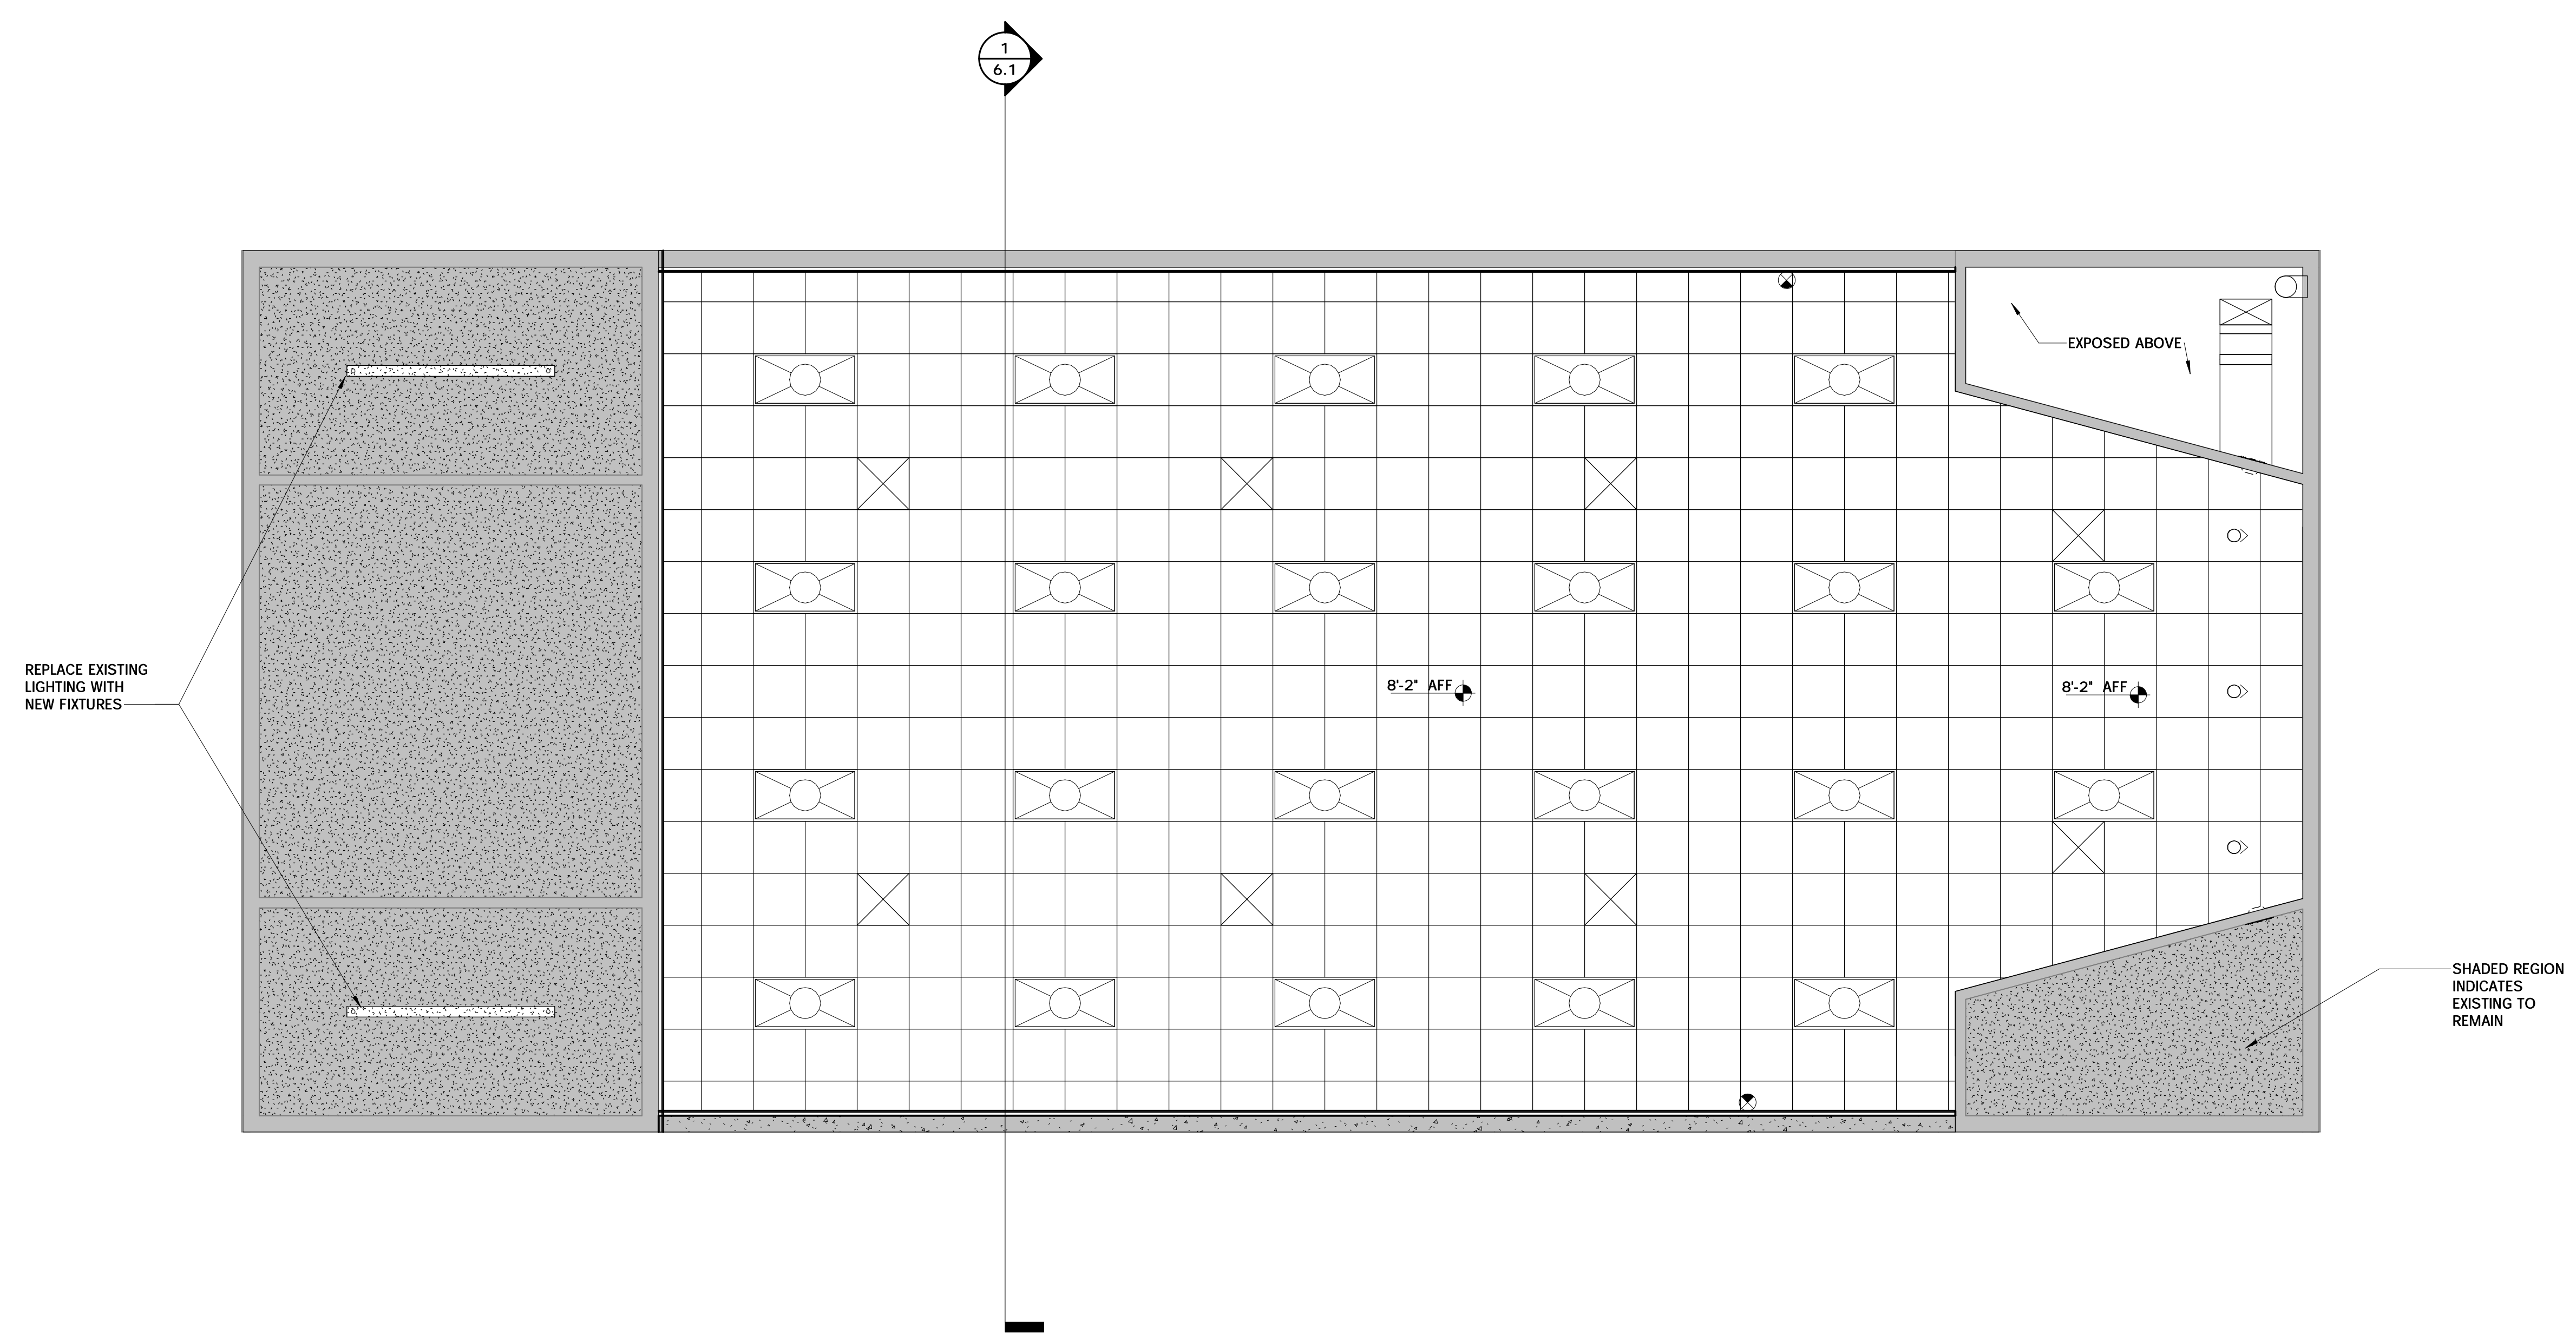 1
6.1
EXPOSED ABOVE
REPLACE EXISTING
LIGHTING WITH
NEW FIXTURES
8'-2" AFF
8'-2" AFF
SHADED REGION
INDICATES
EXISTING TO
REMAIN